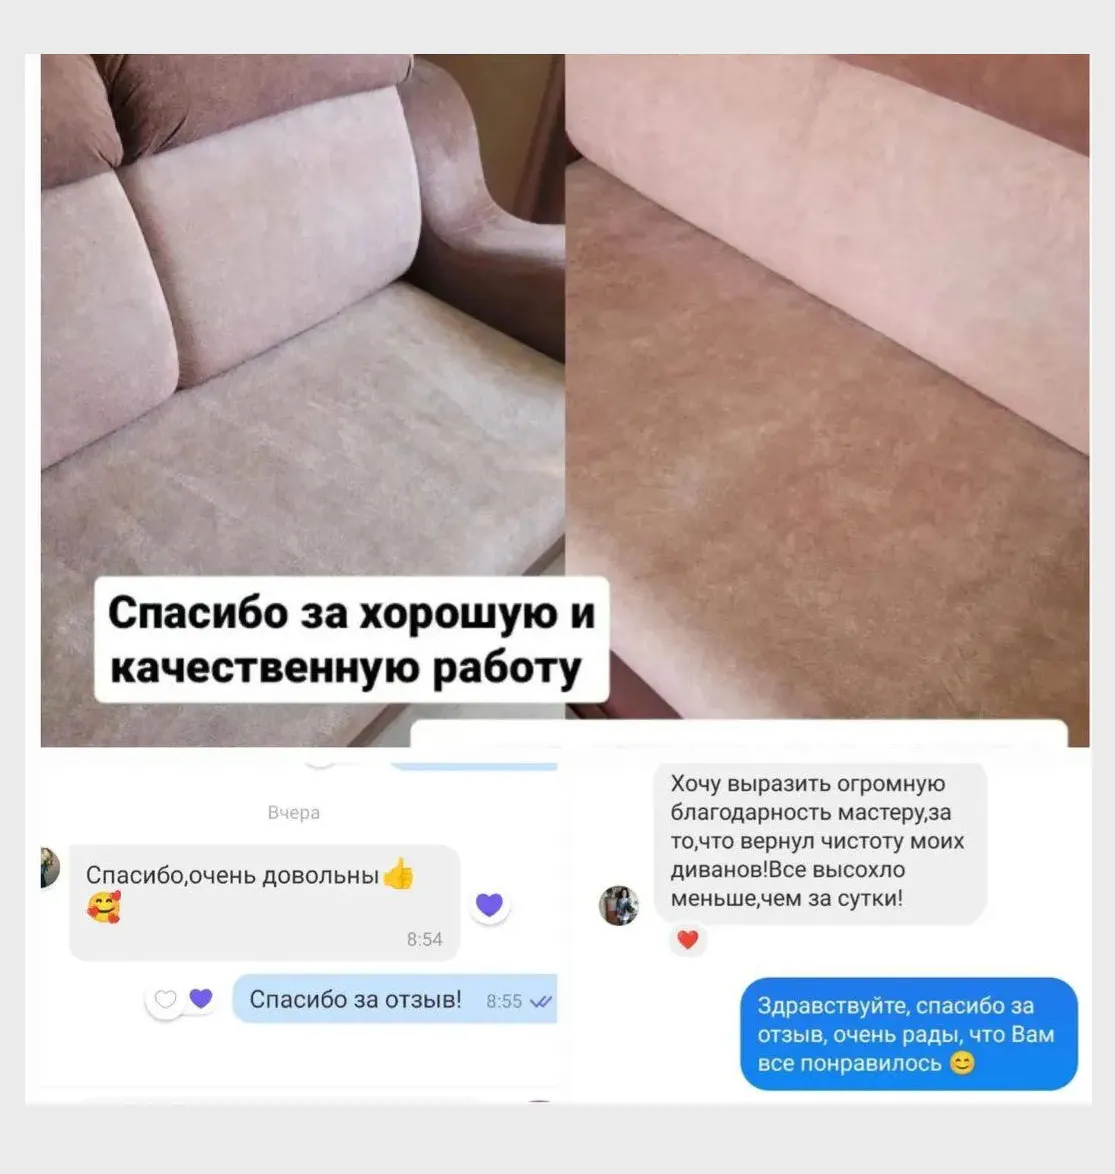 Спасибо за хорошую и
качественную работу
Вчера
Спасибо,очень довольны👍
🥰
8:54
Спасибо за отзыв! 8:55
Хочу выразить огромную
благодарность мастеру,за
то,что вернул чистоту моих
диванов!Все высохло
меньше,чем за сутки!
Здравствуйте, спасибо за
отзыв, очень рады, что Вам
все понравилось 😊